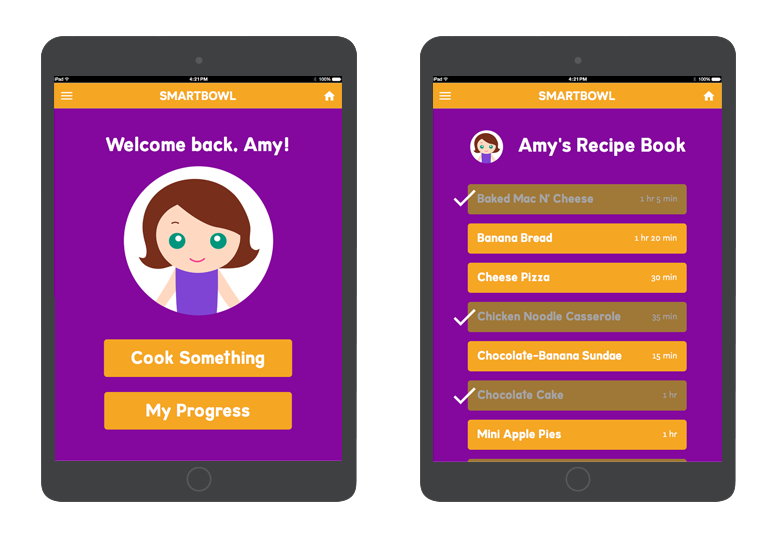 iPad
4:21 PM
100%
SMARTBOWL
Welcome back, Amy!
Cook Something
My Progress
iPad
4:21 PM
100%
SMARTBOWL
Amy's Recipe Book
Baked Mac N' Cheese 1 hr 5 min
Banana Bread 1 hr 20 min
Cheese Pizza 30 min
Chicken Noodle Casserole 35 min
Chocolate-Banana Sundae 15 min
Chocolate Cake 1 hr
Mini Apple Pies 1 hr